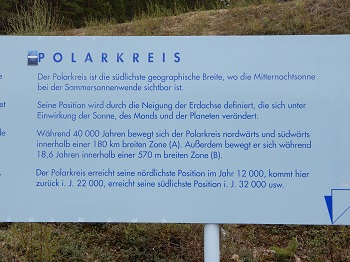 POLARKREIS
Der Polarkreis ist die südlichste geographische Breite, wo die Mitternachtsonne
bei der Sommersonnenwende sichtbar ist.
Seine Position wird durch die Neigung der Erdachse definiert, die sich unter
Einwirkung der Sonne, des Monds und der Planeten verändert.
Während 40 000 Jahren bewegt sich der Polarkreis nordwärts und südwärts
innerhalb einer 180 km breiten Zone (A). Außerdem bewegt er sich während
18,6 Jahren innerhalb einer 570 m breiten Zone (B).
Der Polarkreis erreicht seine nördlichste Position im Jahr 12 000, kommt hier
zurück i. J. 22 000, erreicht seine südlichste Position i. J. 32 000 usw.